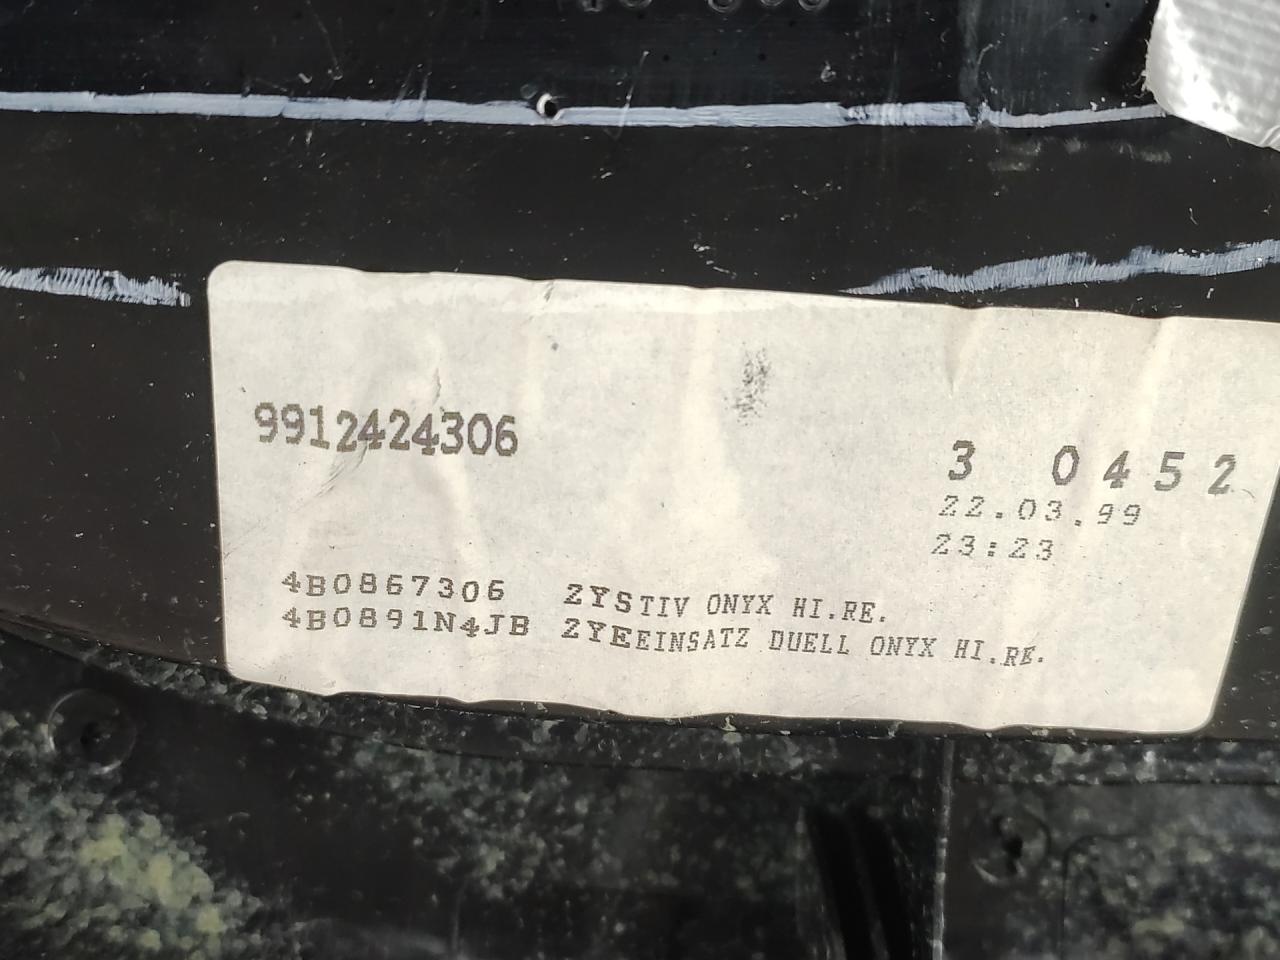 9912424306
3 0452
22.03.99
23:23
4B0867306 ZYSTIV ONYX HI.RE.
4B0891N4JB ZYEEINSATZ DUELL ONYX HI.RE.